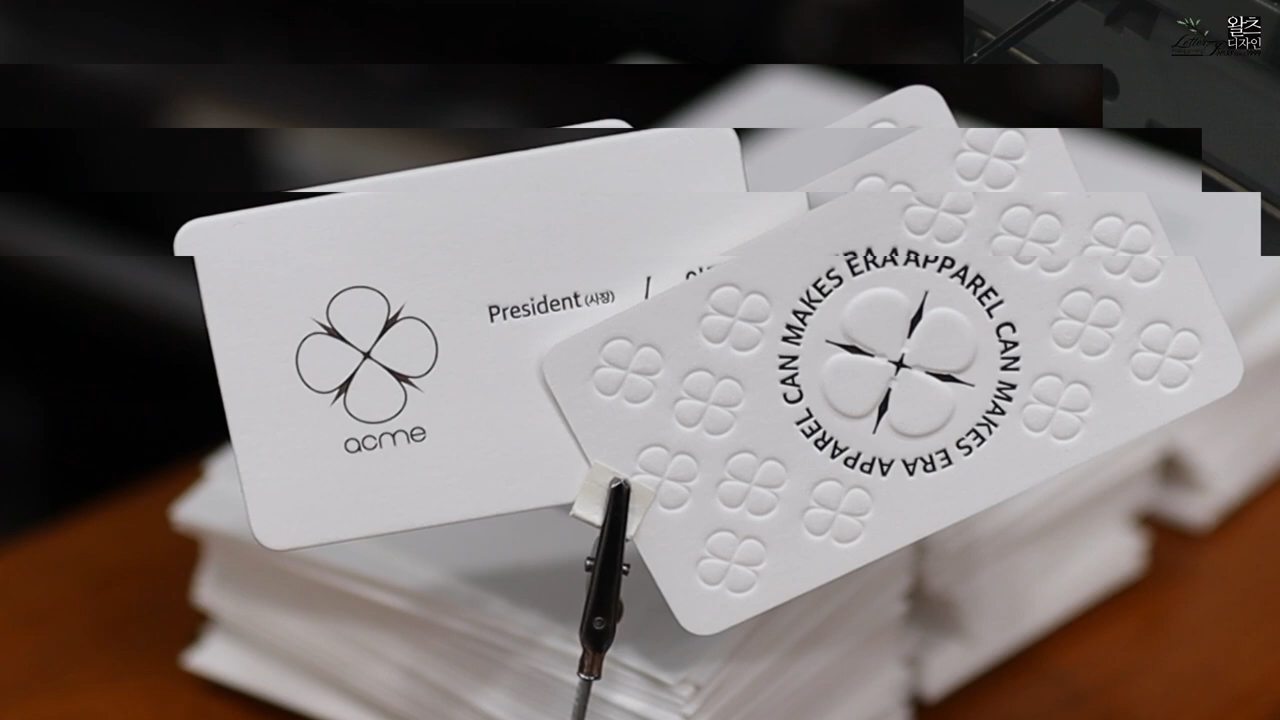 왈츠
디자인
President (사장) /
acme
APPAREL CAN MAKES ERA APPAREL CAN MAKES ERA